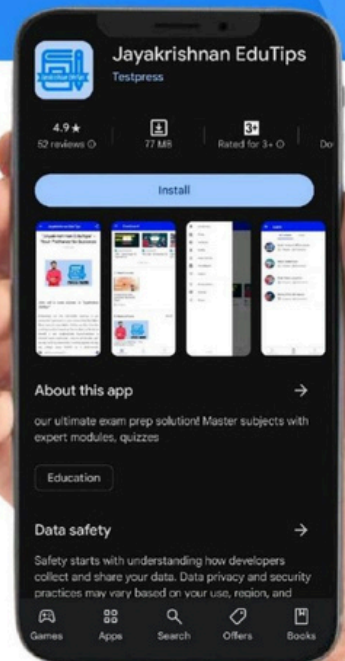 Jayakrishnan EduTips
Testpress
4.9★
52 reviews
77 MB
3+
Rated for 3+
Do
Install
About this app
our ultimate exam prep solution! Master subjects with
expert modules, quizzes
Education
Data safety
Safety starts with understanding how developers
collect and share your data. Data privacy and security
practices may vary based on your use, region, and
Games
Apps
Search
Offers
Books